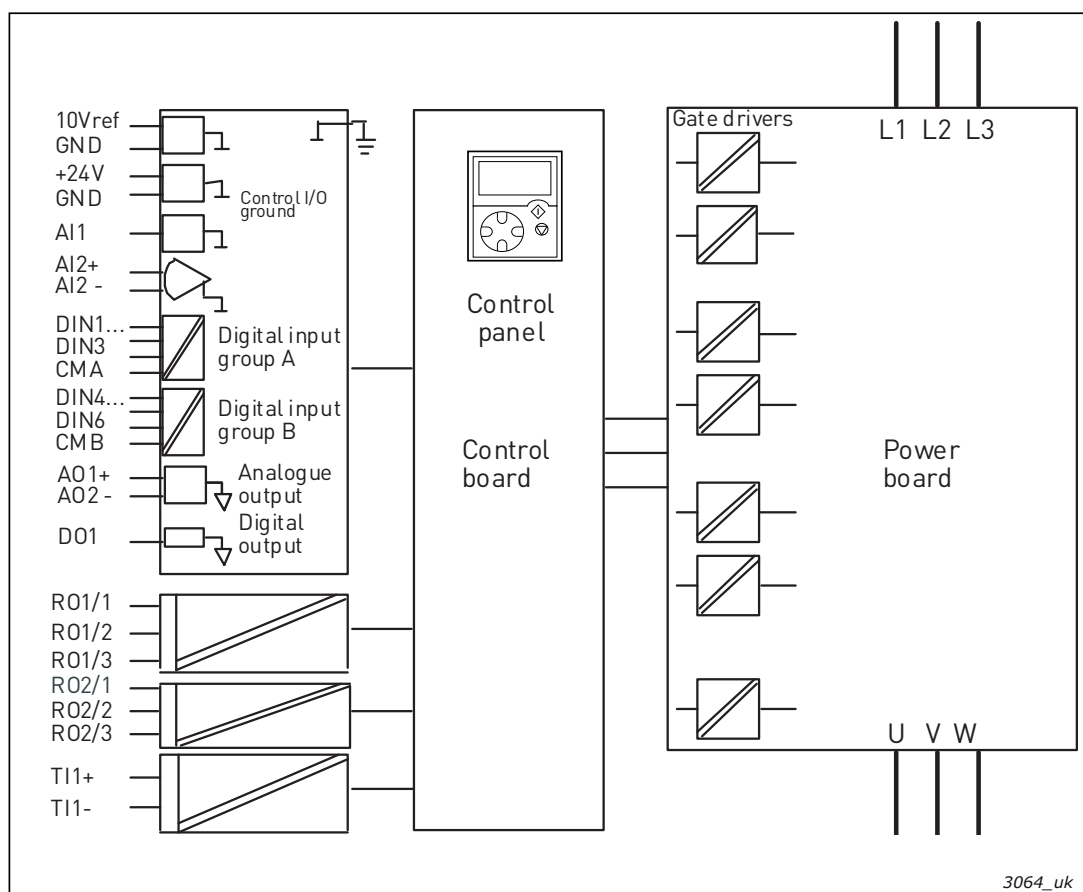 10Vref
GND
+24V
GND
Control I/O
ground
AI1
AI2+
AI2 -
DIN1...
DIN3
CMA
Digital input
group A
DIN4...
DIN6
CMB
Digital input
group B
AO1+
AO2 -
Analogue
output
DO1
Digital
output
RO1/1
RO1/2
RO1/3
RO2/1
RO2/2
RO2/3
TI1+
TI1-
Control
panel
Control
board
Gate drivers
L1 L2 L3
Power
board
U V W
3064_uk